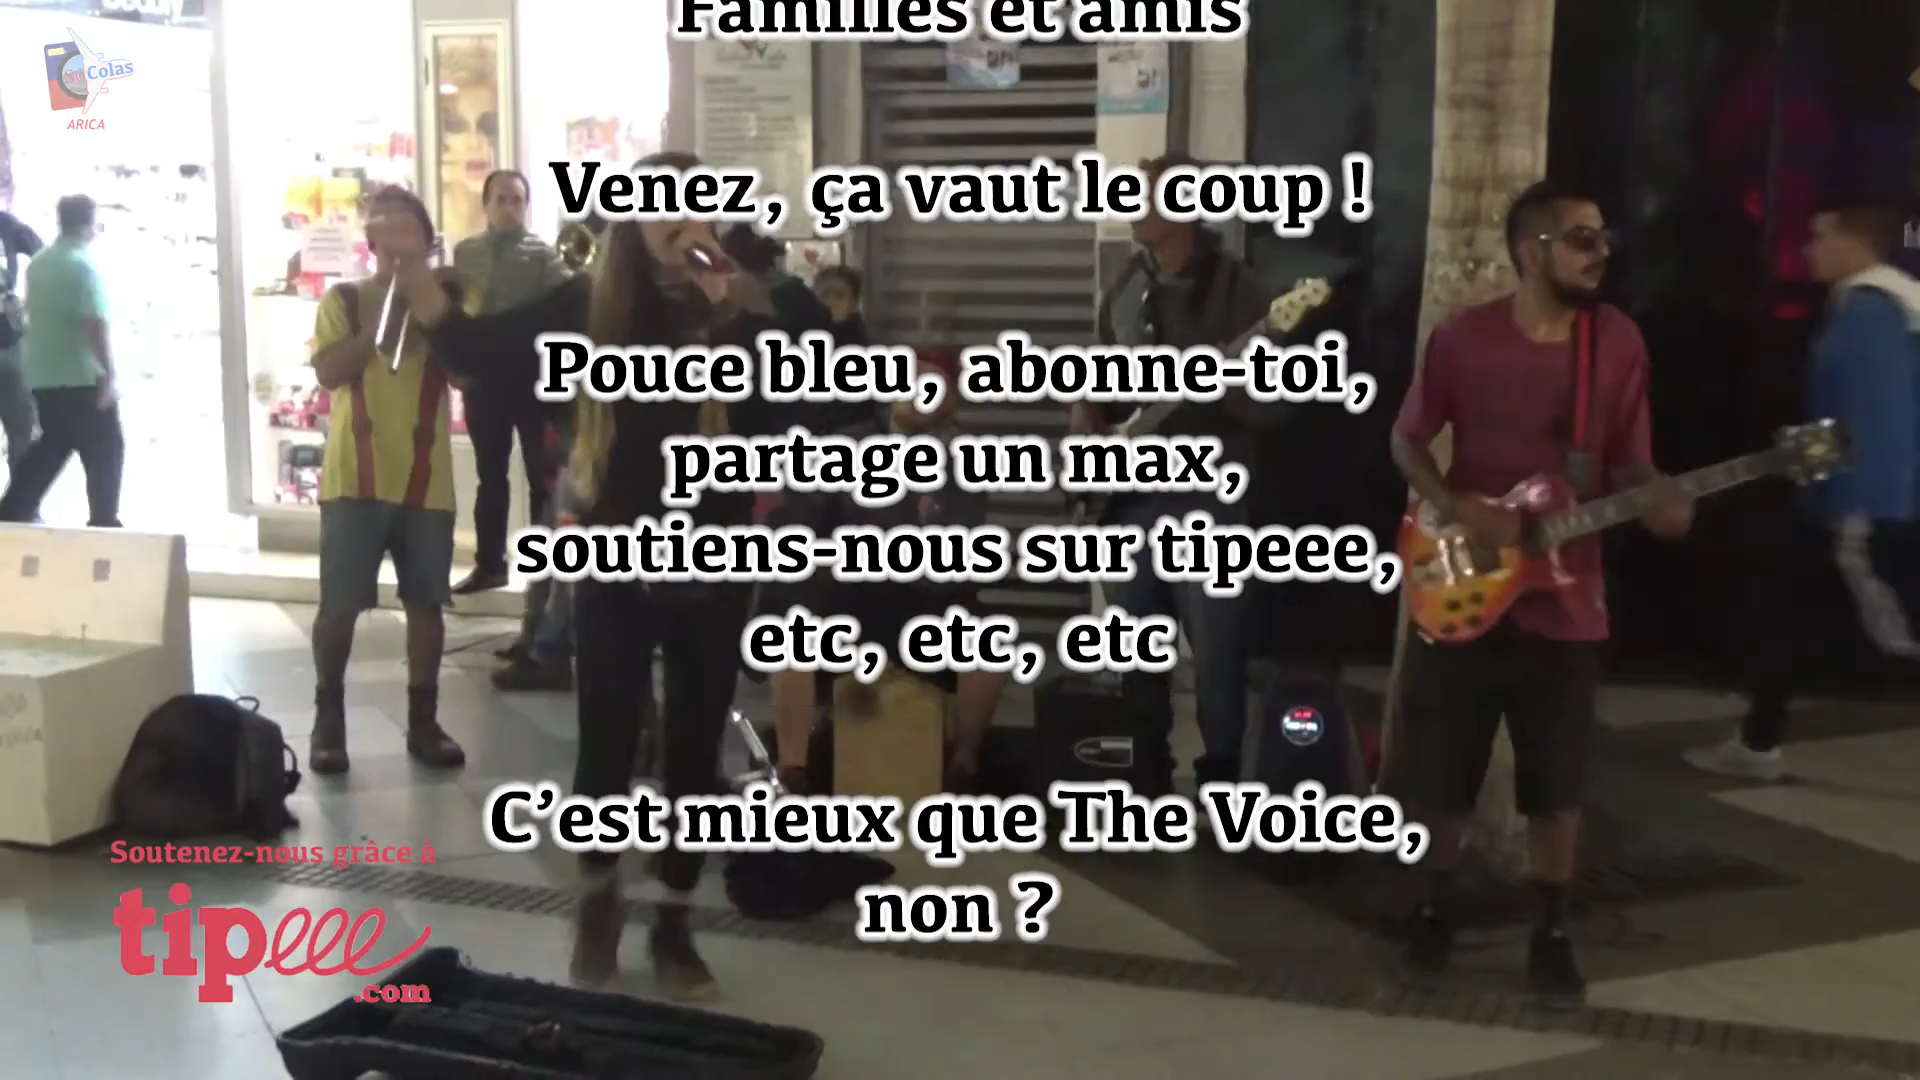 Familles et amis
SoColas
ARICA
Venez, ça vaut le coup !
Pouce bleu, abonne-toi,
partage un max,
soutiens-nous sur tipeee,
etc, etc, etc
C’est mieux que The Voice,
non ?
Soutenez-nous grâce à
tipeee
.com